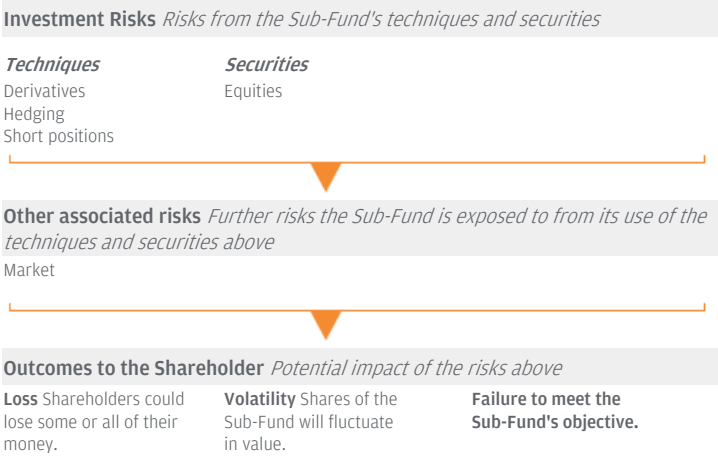 Investment Risks Risks from the Sub-Fund's techniques and securities
Techniques
Derivatives
Hedging
Short positions
Securities
Equities
Other associated risks Further risks the Sub-Fund is exposed to from its use of the
techniques and securities above
Market
Outcomes to the Shareholder Potential impact of the risks above
Loss Shareholders could
lose some or all of their
money.
Volatility Shares of the
Sub-Fund will fluctuate
in value.
Failure to meet the
Sub-Fund's objective.